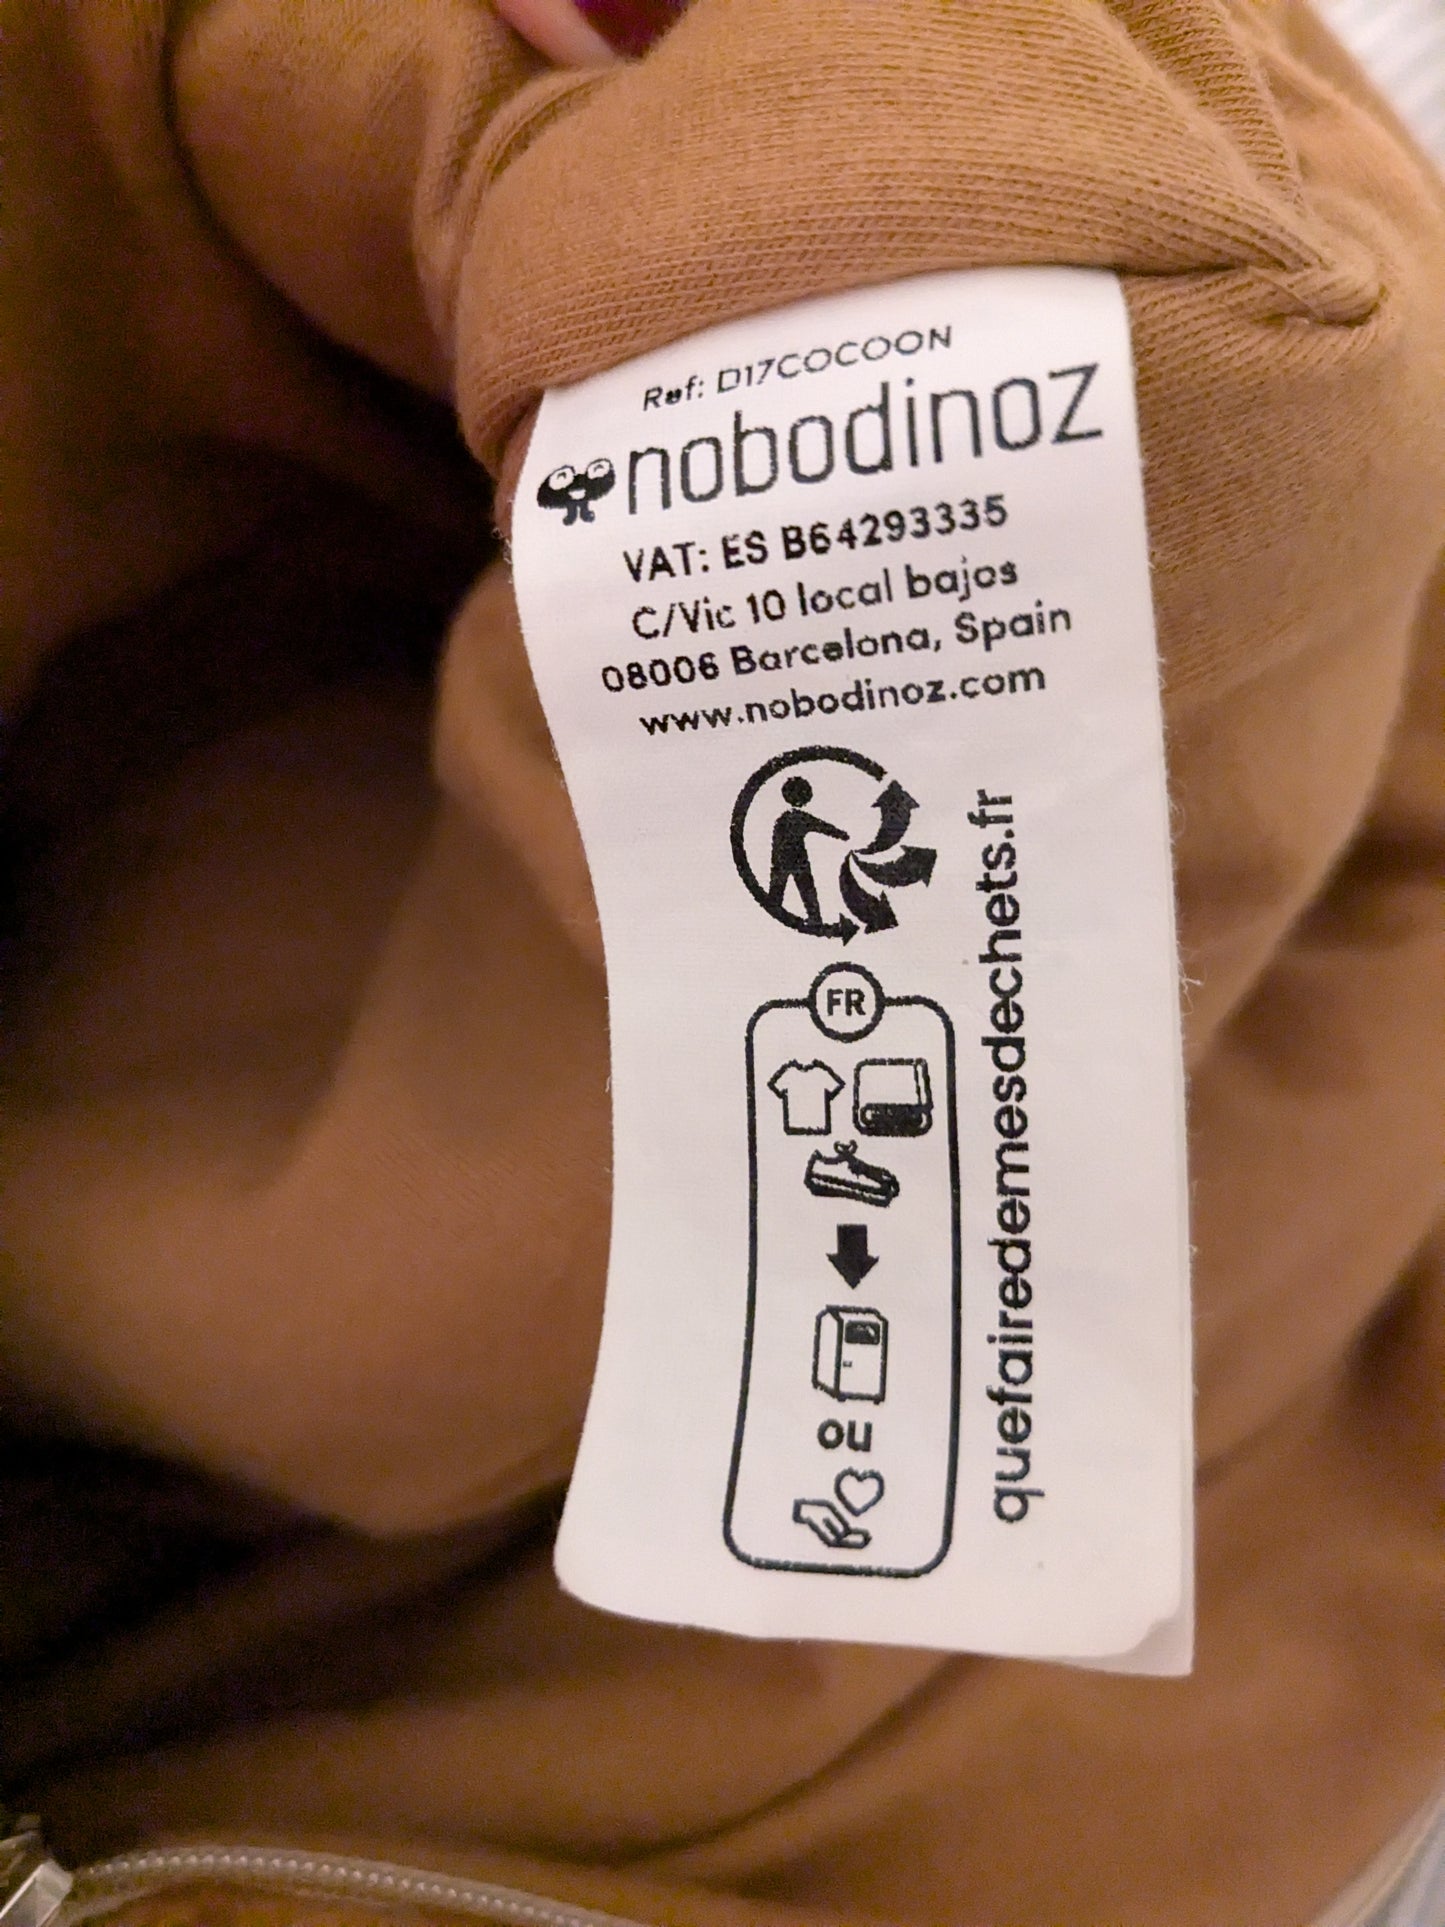 Ref: D17COCOON
nobodinoz
VAT: ES B64293335
C/Vic 10 local bajos
08006 Barcelona, Spain
www.nobodinoz.com
FR
OU
quefairedemesdechets.fr